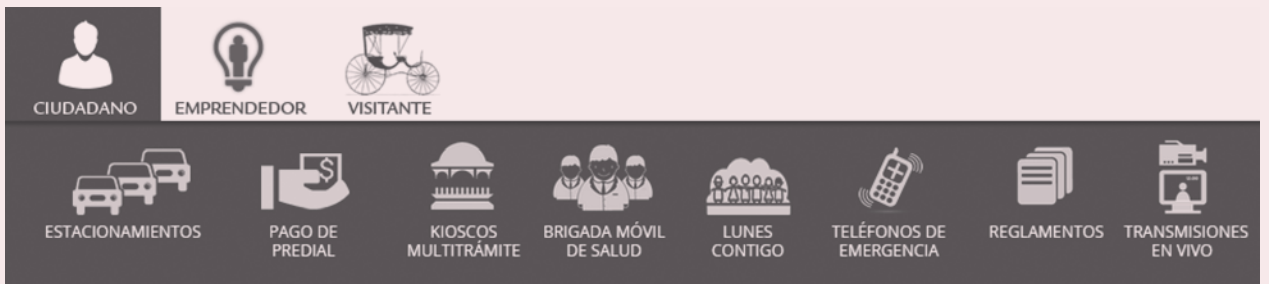 CIUDADANO
EMPRENDEDOR
VISITANTE
ESTACIONAMIENTOS
PAGO DE
PREDIAL
KIOSCOS
MULTITRÁMITE
BRIGADA MÓVIL
DE SALUD
LUNES
CONTIGO
TELÉFONOS DE
EMERGENCIA
REGLAMENTOS
TRANSMISIONES
EN VIVO